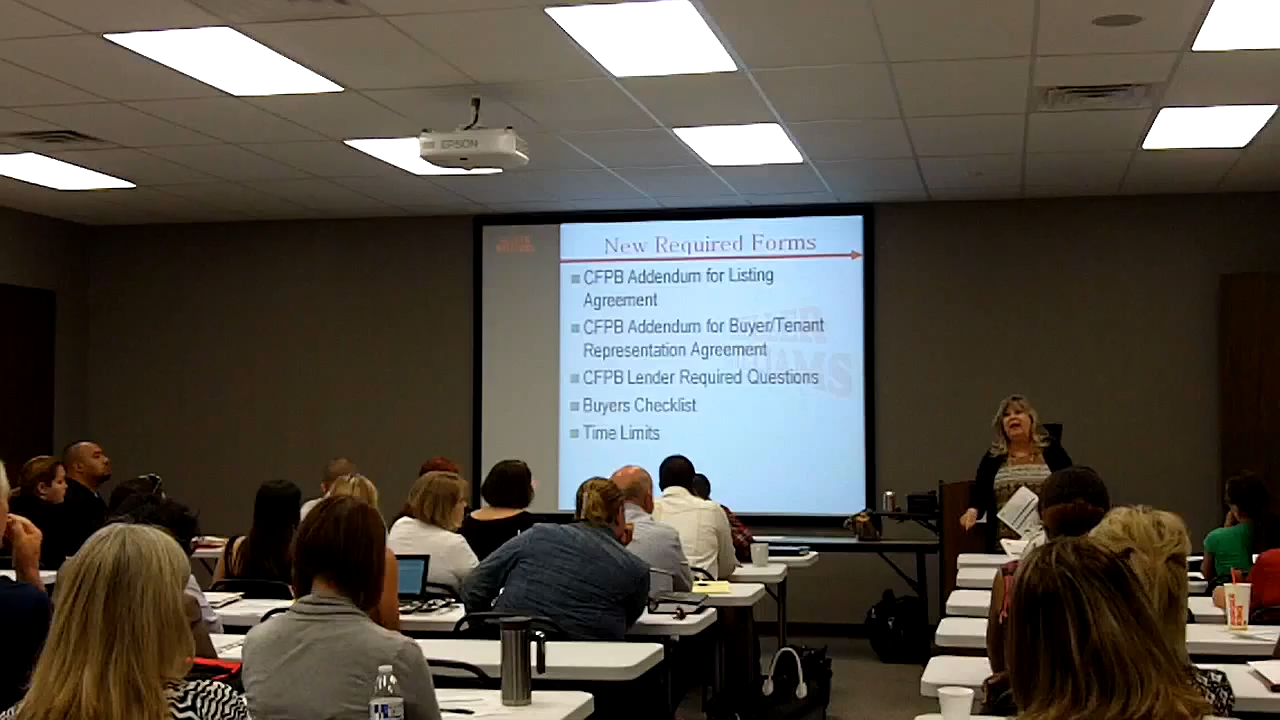 EPSON
New Required Forms
CFPB Addendum for Listing
Agreement
CFPB Addendum for Buyer/Tenant
Representation Agreement
CFPB Lender Required Questions
Buyers Checklist
Time Limits